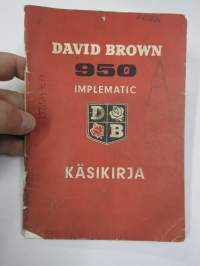 DAVID BROWN
950
IMPLEMATIC
D B
KÄSIKIRJA